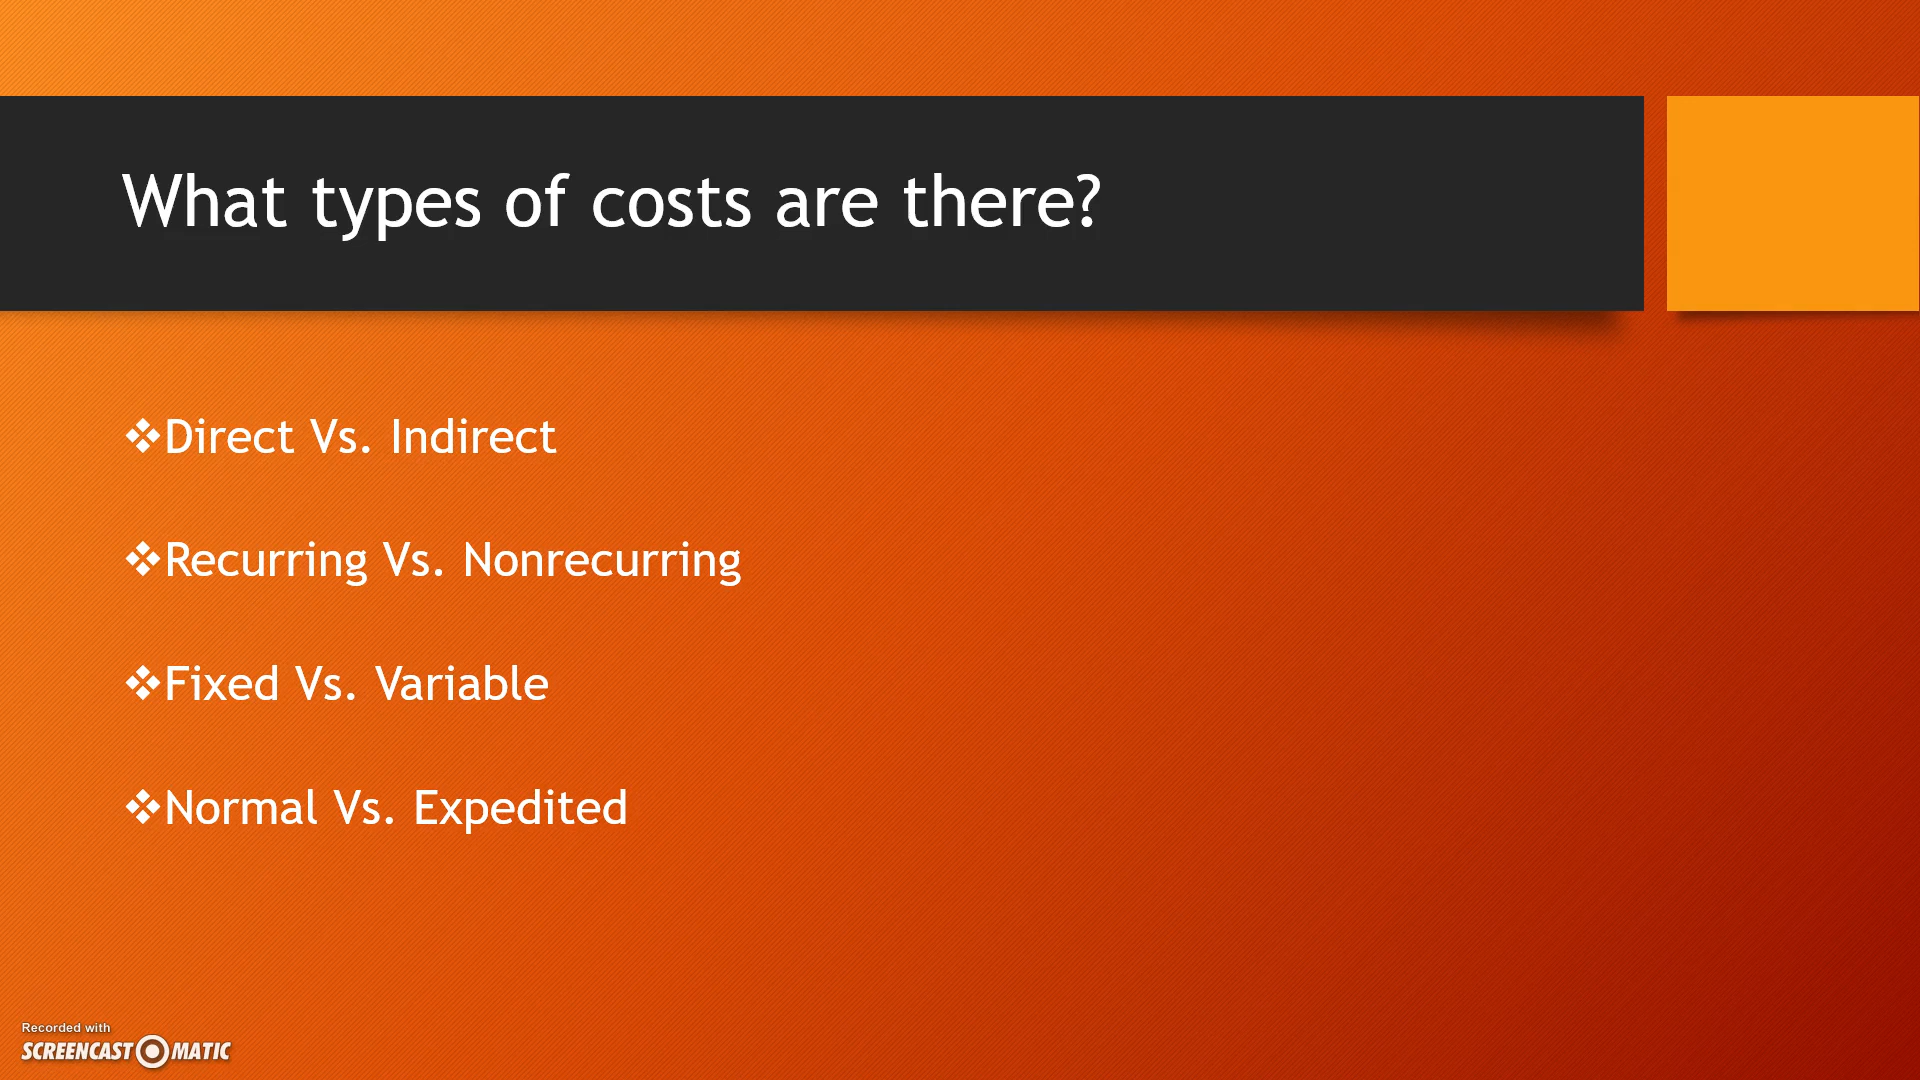 What types of costs are there?
❖Direct Vs. Indirect
❖Recurring Vs. Nonrecurring
❖Fixed Vs. Variable
❖Normal Vs. Expedited
Recorded with
SCREENCAST MATIC